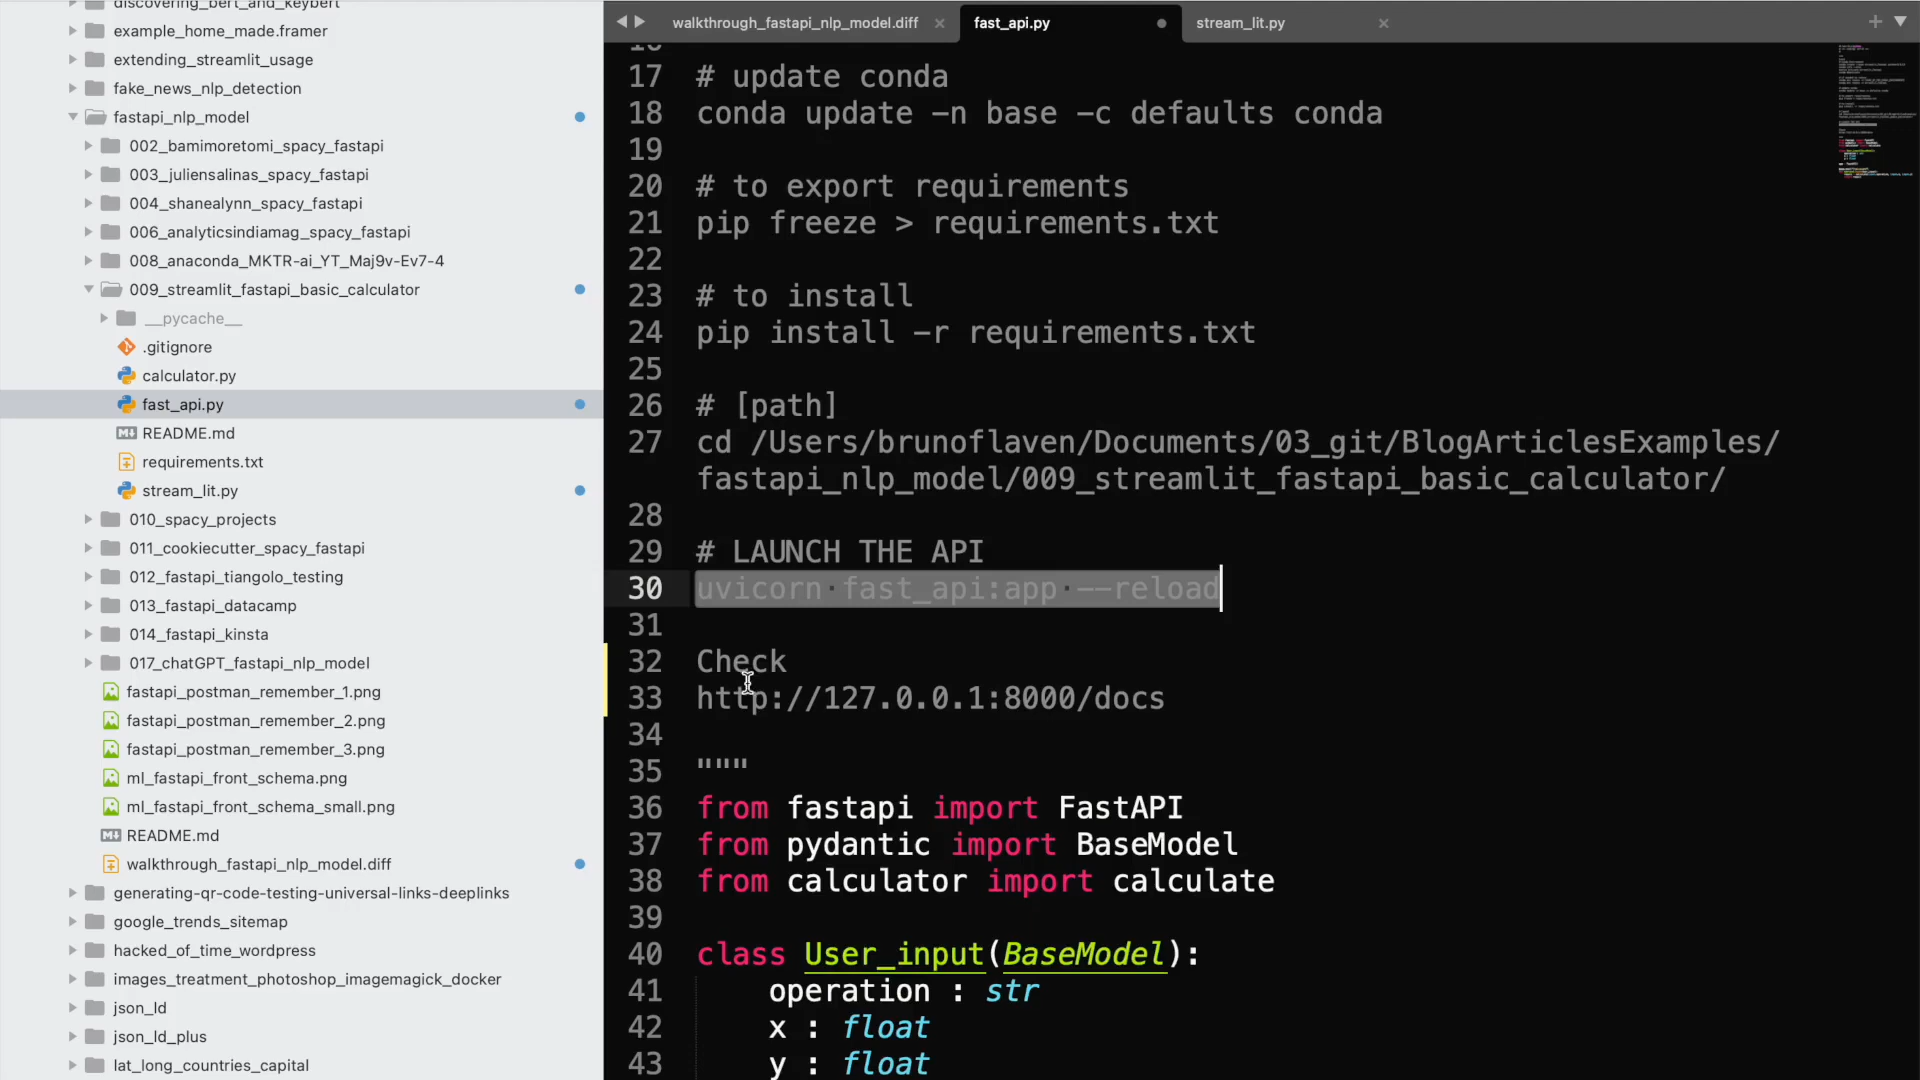 discovering_bert_and_keybert
example_home_made.framer
extending_streamlit_usage
fake_news_nlp_detection
fastapi_nlp_model
002_bamimoretomi_spacy_fastapi
003_juliensalinas_spacy_fastapi
004_shanealynn_spacy_fastapi
006_analyticsindiamag_spacy_fastapi
008_anaconda_MKTR-ai_YT_Maj9v-Ev7-4
009_streamlit_fastapi_basic_calculator
__pycache__
.gitignore
calculator.py
fast_api.py
README.md
requirements.txt
stream_lit.py
010_spacy_projects
011_cookiecutter_spacy_fastapi
012_fastapi_tiangolo_testing
013_fastapi_datacamp
014_fastapi_kinsta
017_chatGPT_fastapi_nlp_model
fastapi_postman_remember_1.png
fastapi_postman_remember_2.png
fastapi_postman_remember_3.png
ml_fastapi_front_schema.png
ml_fastapi_front_schema_small.png
README.md
walkthrough_fastapi_nlp_model.diff
generating-qr-code-testing-universal-links-deeplinks
google_trends_sitemap
hacked_of_time_wordpress
images_treatment_photoshop_imagemagick_docker
json_ld
json_ld_plus
lat_long_countries_capital
walkthrough_fastapi_nlp_model.diff fast_api.py stream_lit.py
16
17 # update conda
18 conda update -n base -c defaults conda
19
20 # to export requirements
21 pip freeze > requirements.txt
22
23 # to install
24 pip install -r requirements.txt
25
26 # [path]
27 cd /Users/brunoflaven/Documents/03_git/BlogArticlesExamples/
fastapi_nlp_model/009_streamlit_fastapi_basic_calculator/
28
29 # LAUNCH THE API
30 uvicorn fast_api:app --reload
31
32 Check
33 http://127.0.0.1:8000/docs
34
35 """
36 from fastapi import FastAPI
37 from pydantic import BaseModel
38 from calculator import calculate
39
40 class User_input(BaseModel):
41 operation : str
42 x : float
43 y : float